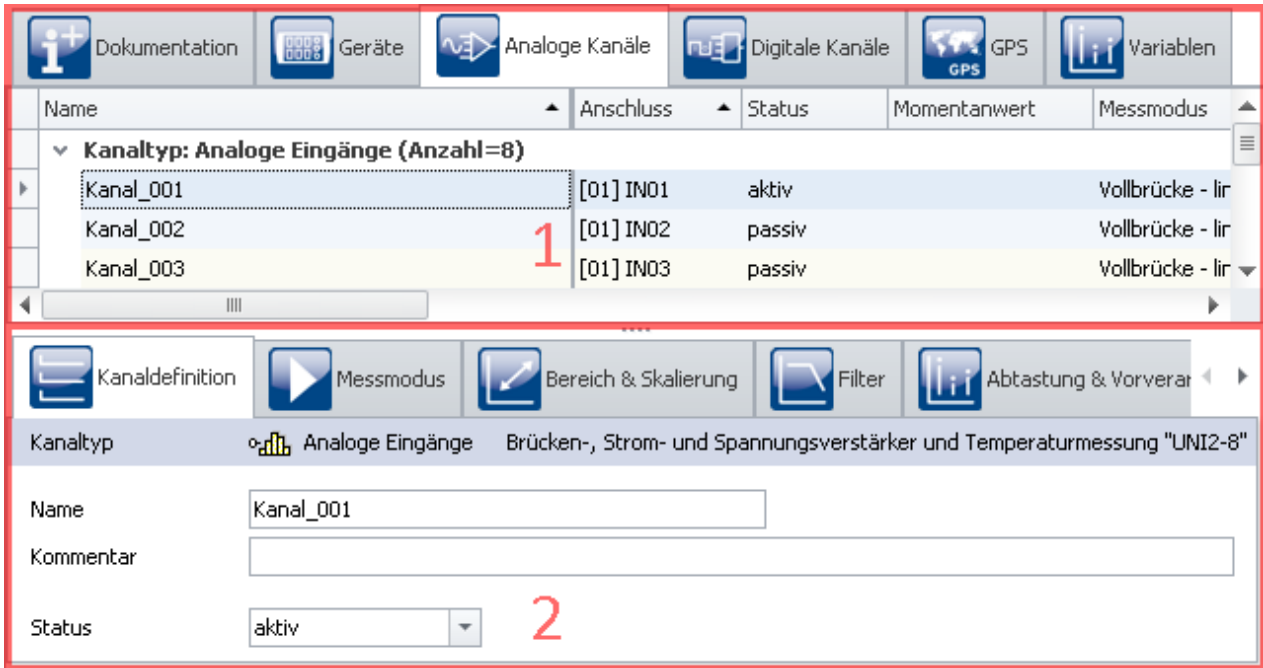 Dokumentation Geräte Analoge Kanäle Digitale Kanäle GPS GPS Variablen
Name Anschluss Status Momentanwert Messmodus
Kanaltyp: Analoge Eingänge (Anzahl=8)
Kanal_001 [01] IN01 aktiv Vollbrücke - lin
Kanal_002 [01] IN02 passiv Vollbrücke - lin
Kanal_003 [01] IN03 passiv Vollbrücke - lin
1
Kanaldefinition Messmodus Bereich & Skalierung Filter Abtastung & Vorverar
Kanaltyp Analoge Eingänge Brücken-, Strom- und Spannungsverstärker und Temperaturmessung "UNI2-8"
Name Kanal_001
Kommentar
Status aktiv
2